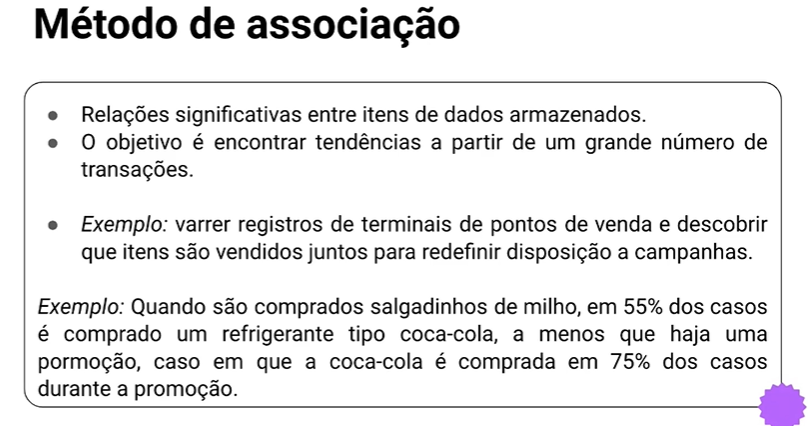 Método de associação
● Relações significativas entre itens de dados armazenados.
● O objetivo é encontrar tendências a partir de um grande número de
transações.
● Exemplo: varrer registros de terminais de pontos de venda e descobrir
que itens são vendidos juntos para redefinir disposição a campanhas.
Exemplo: Quando são comprados salgadinhos de milho, em 55% dos casos
é comprado um refrigerante tipo coca-cola, a menos que haja uma
pormoção, caso em que a coca-cola é comprada em 75% dos casos
durante a promoção.